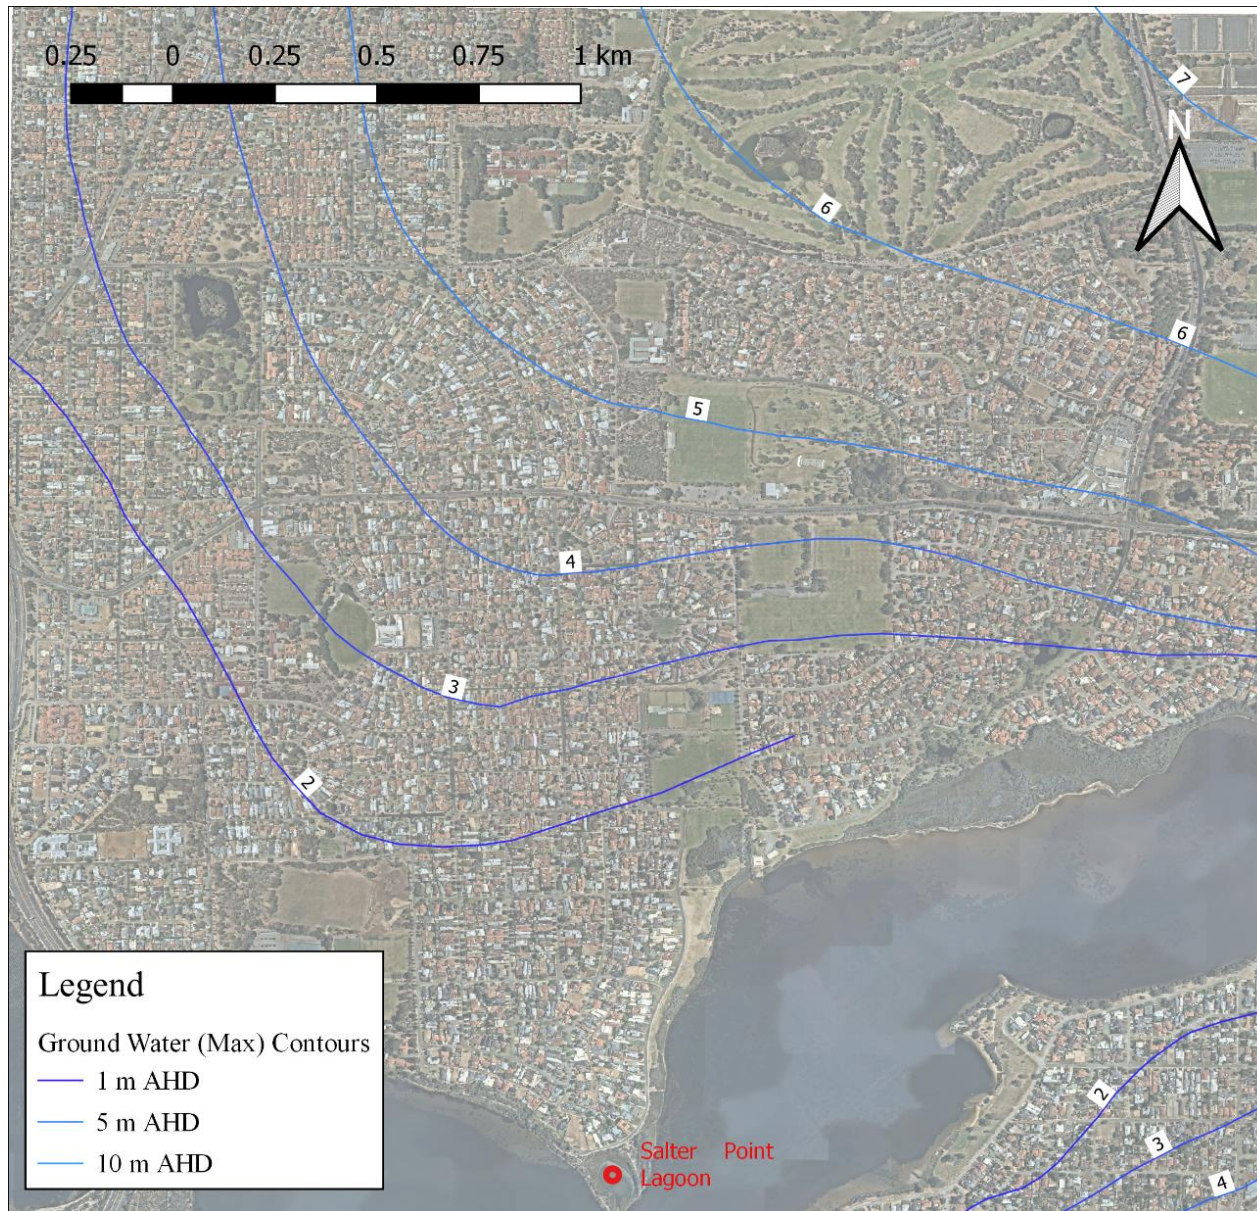 0.25 0 0.25 0.5 0.75 1 km
7
N
6
6
5
4
3
2
Legend
Ground Water (Max) Contours
1 m AHD
5 m AHD
10 m AHD
2
3
4
Salter Point
Lagoon